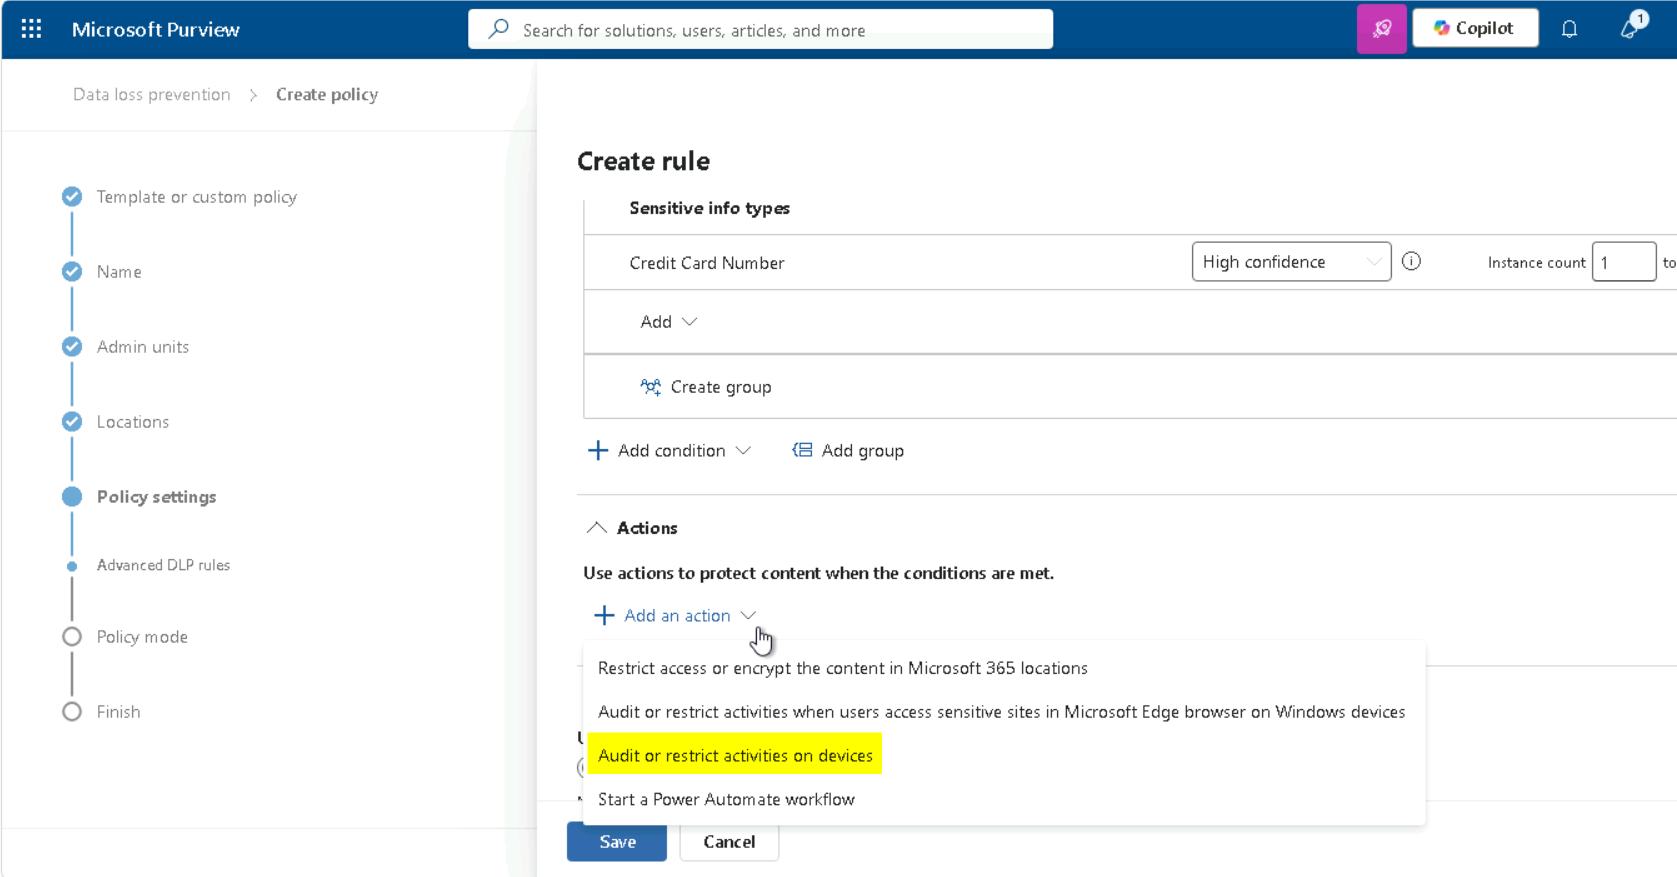 Microsoft Purview
Search for solutions, users, articles, and more
Copilot
1
Data loss prevention > Create policy
Template or custom policy
Name
Admin units
Locations
Policy settings
Advanced DLP rules
Policy mode
Finish
Create rule
Sensitive info types
Credit Card Number
High confidence
Instance count 1 to
Add
Create group
Add condition
Add group
Actions
Use actions to protect content when the conditions are met.
Add an action
Restrict access or encrypt the content in Microsoft 365 locations
Audit or restrict activities when users access sensitive sites in Microsoft Edge browser on Windows devices
Audit or restrict activities on devices
Start a Power Automate workflow
Save
Cancel